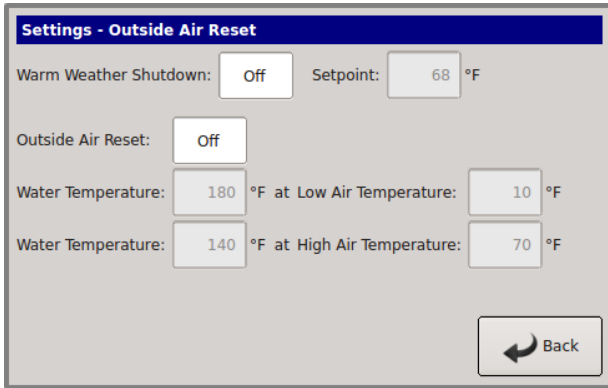 Settings - Outside Air Reset
Warm Weather Shutdown: Off Setpoint: 68 °F
Outside Air Reset: Off
Water Temperature: 180 °F at Low Air Temperature: 10 °F
Water Temperature: 140 °F at High Air Temperature: 70 °F
Back